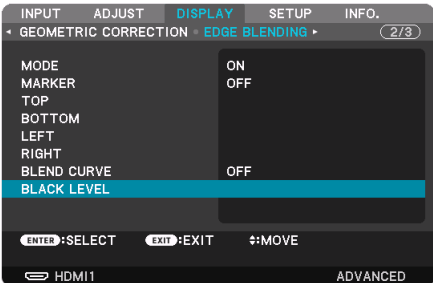 INPUT ADJUST DISPLAY SETUP INFO.
GEOMETRIC CORRECTION EDGE BLENDING 2/3
MODE ON
MARKER OFF
TOP
BOTTOM
LEFT
RIGHT
BLEND CURVE OFF
BLACK LEVEL
ENTER:SELECT EXIT:EXIT :MOVE
HDMI1 ADVANCED